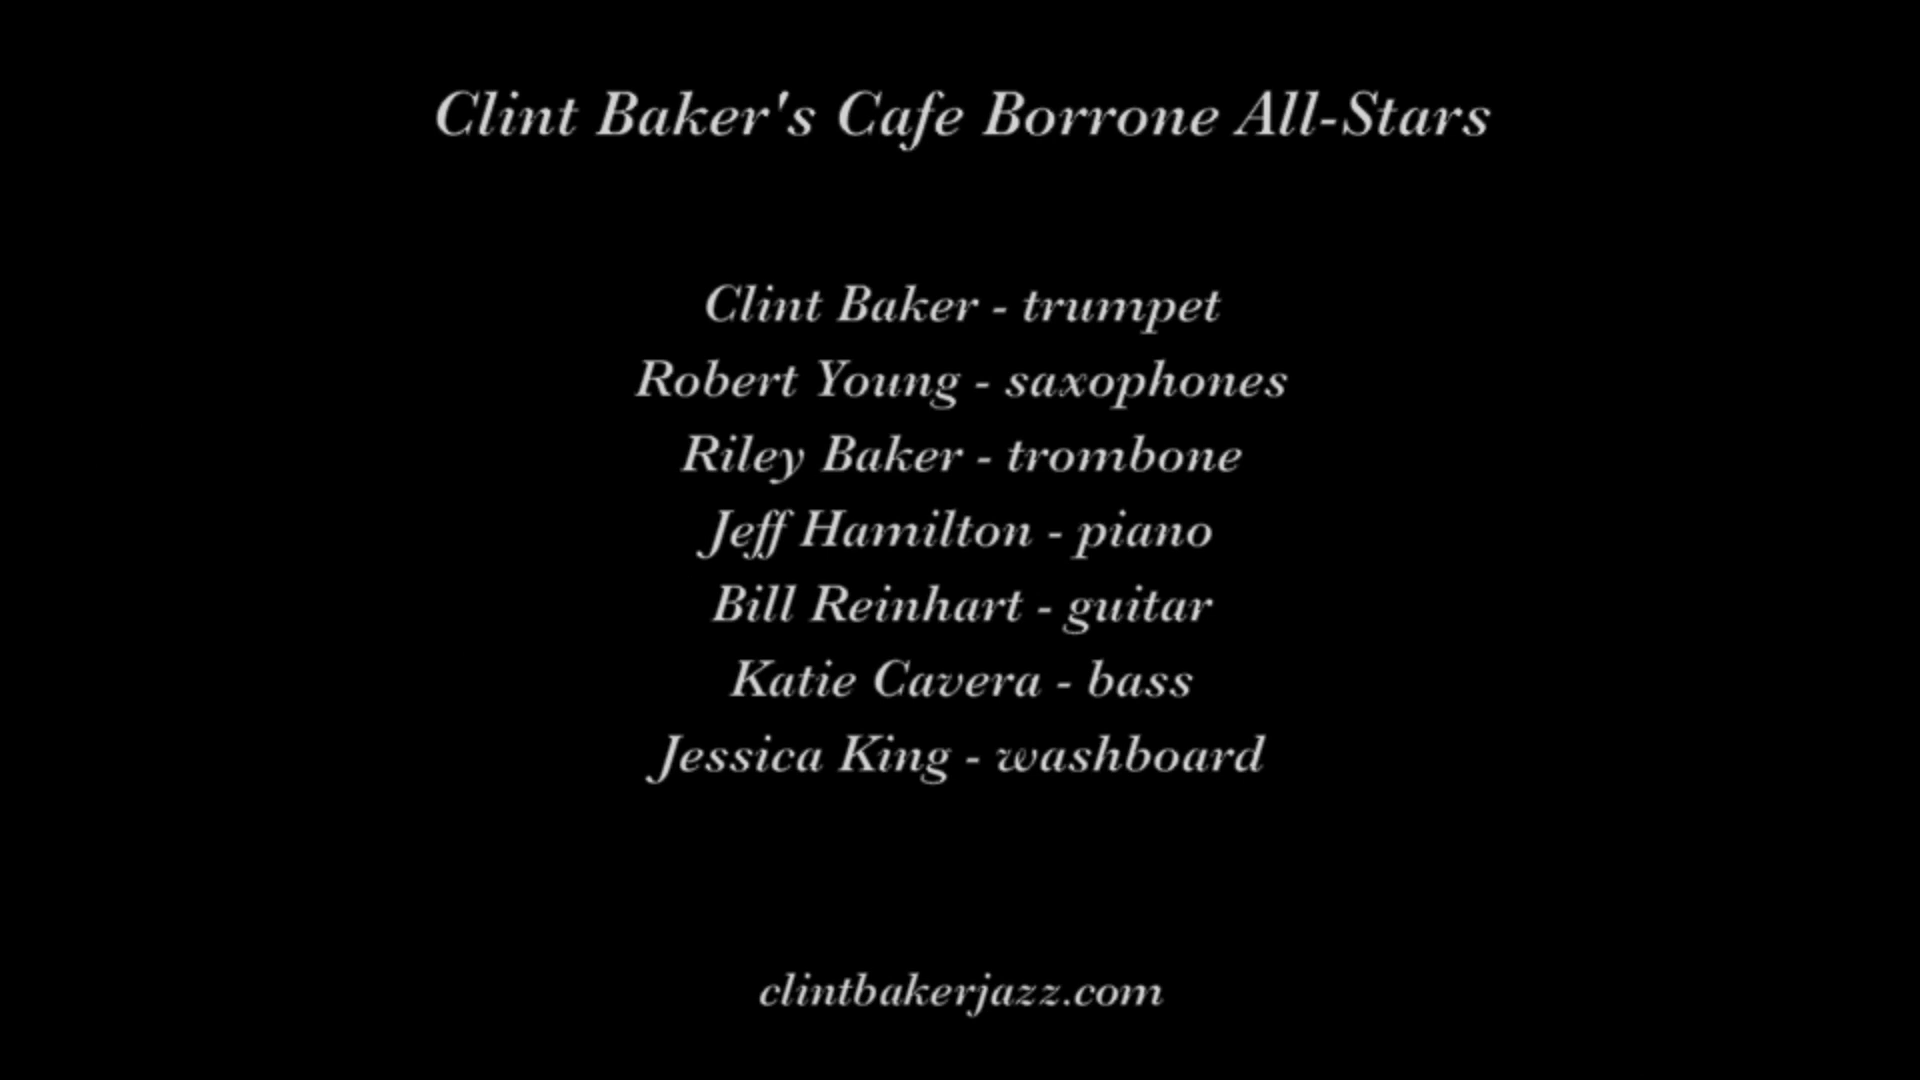 Clint Baker's Cafe Borrone All-Stars
Clint Baker - trumpet
Robert Young - saxophones
Riley Baker - trombone
Jeff Hamilton - piano
Bill Reinhart - guitar
Katie Cavera - bass
Jessica King - washboard
clintbakerjazz.com